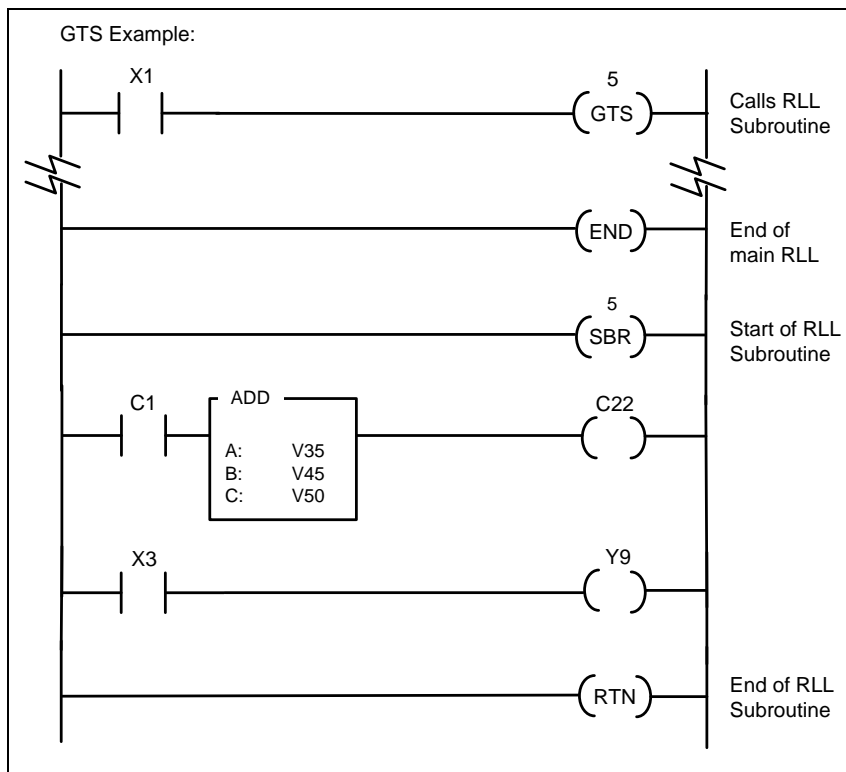 GTS Example:
X1
5
GTS
Calls RLL
Subroutine
END
End of
main RLL
5
SBR
Start of RLL
Subroutine
C1
ADD
A: V35
B: V45
C: V50
C22
X3
Y9
RTN
End of RLL
Subroutine